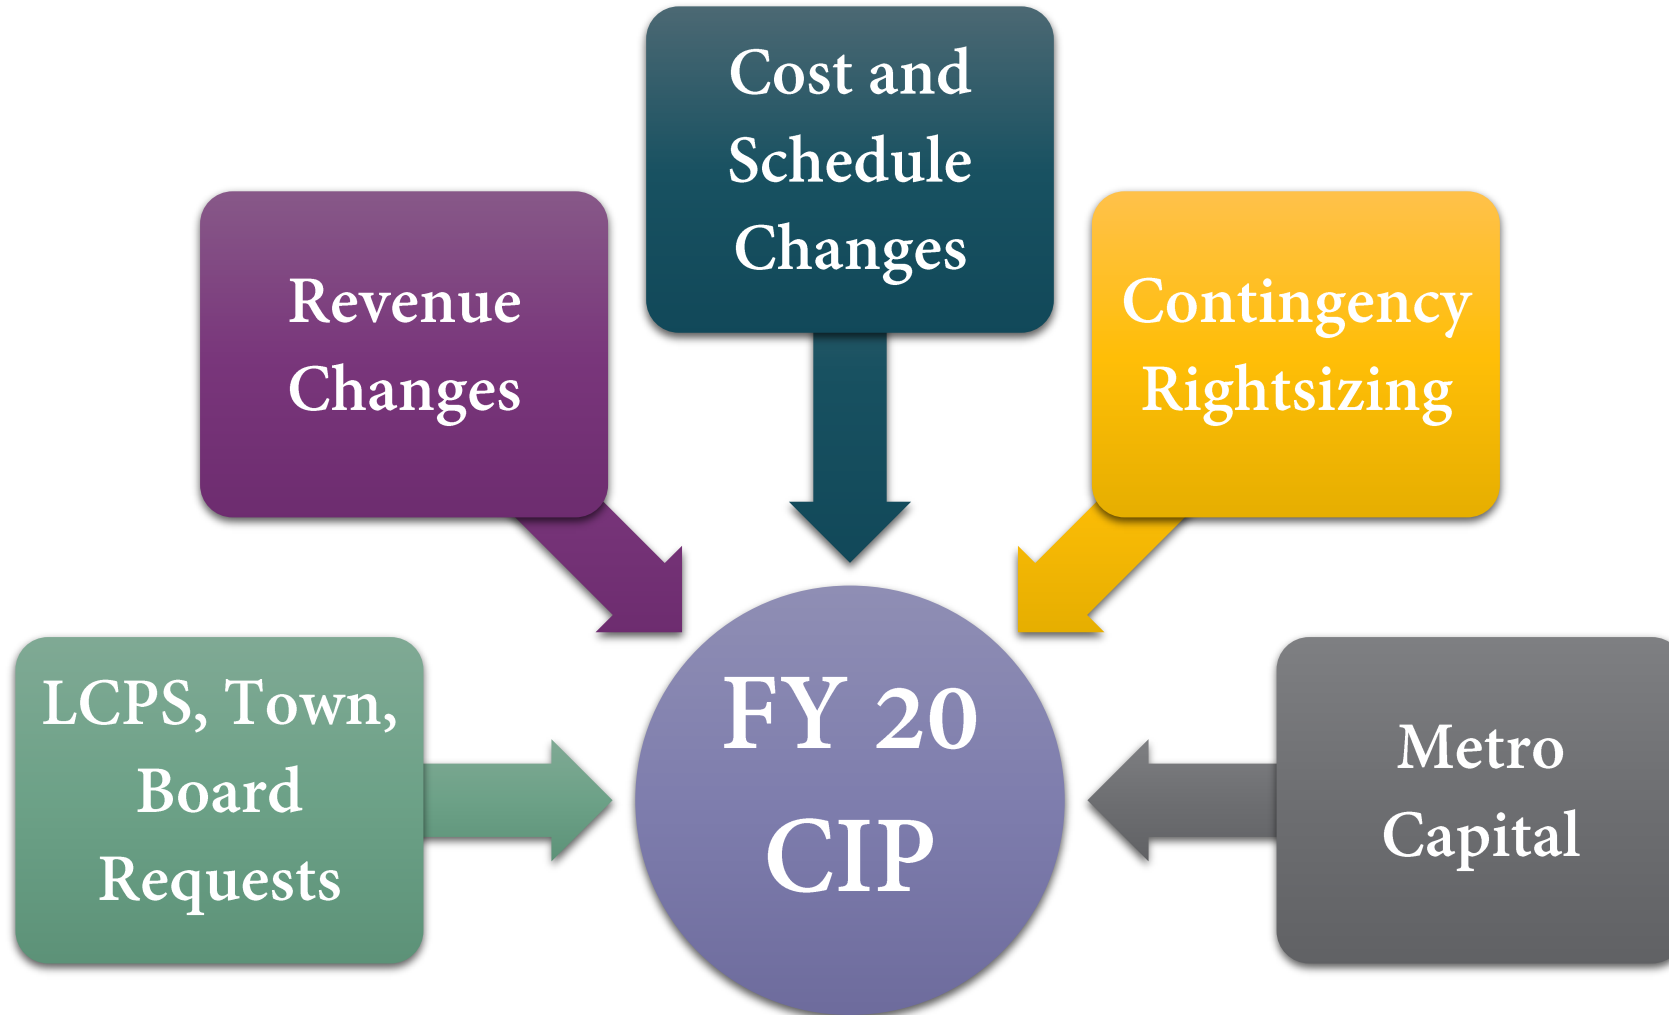 Cost and
Schedule
Changes
Revenue
Changes
Contingency
Rightsizing
LCPS, Town,
Board
Requests
FY 20
CIP
Metro
Capital